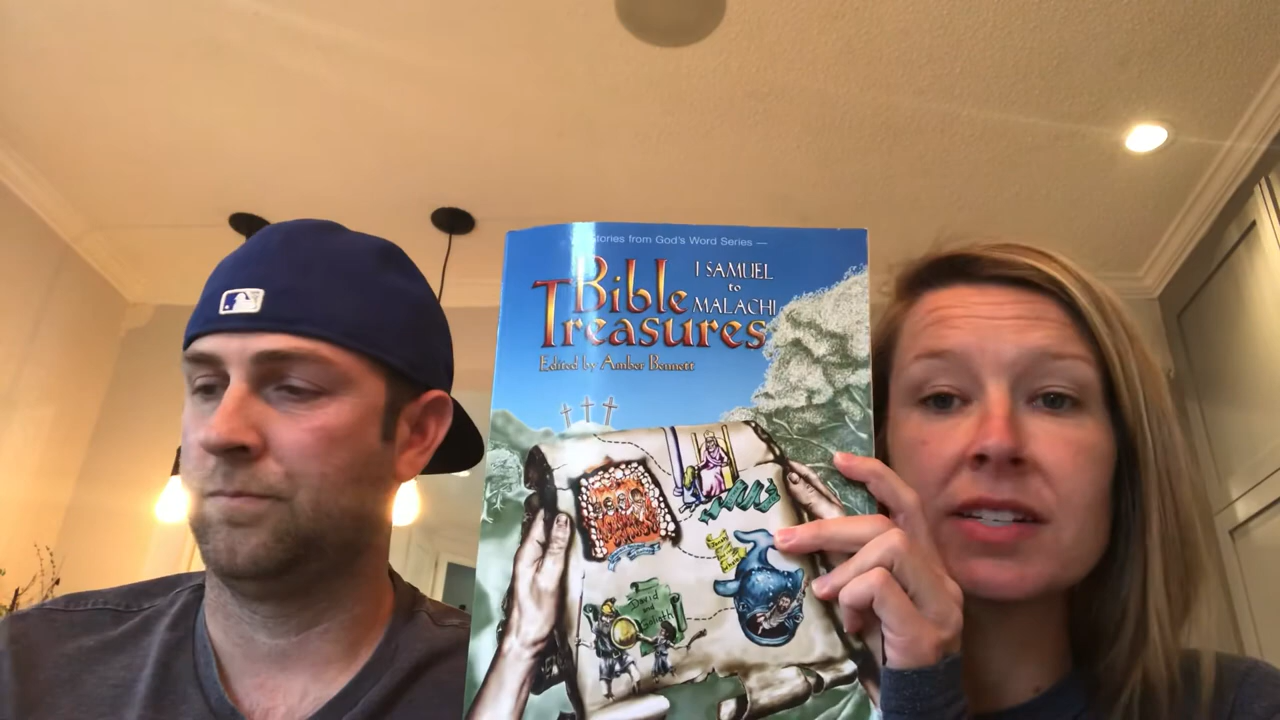 Stories from God's Word Series —
Bible
Treasures
I SAMUEL
to
MALACHI
Edited by Amber Bennett
David
and
Goliath